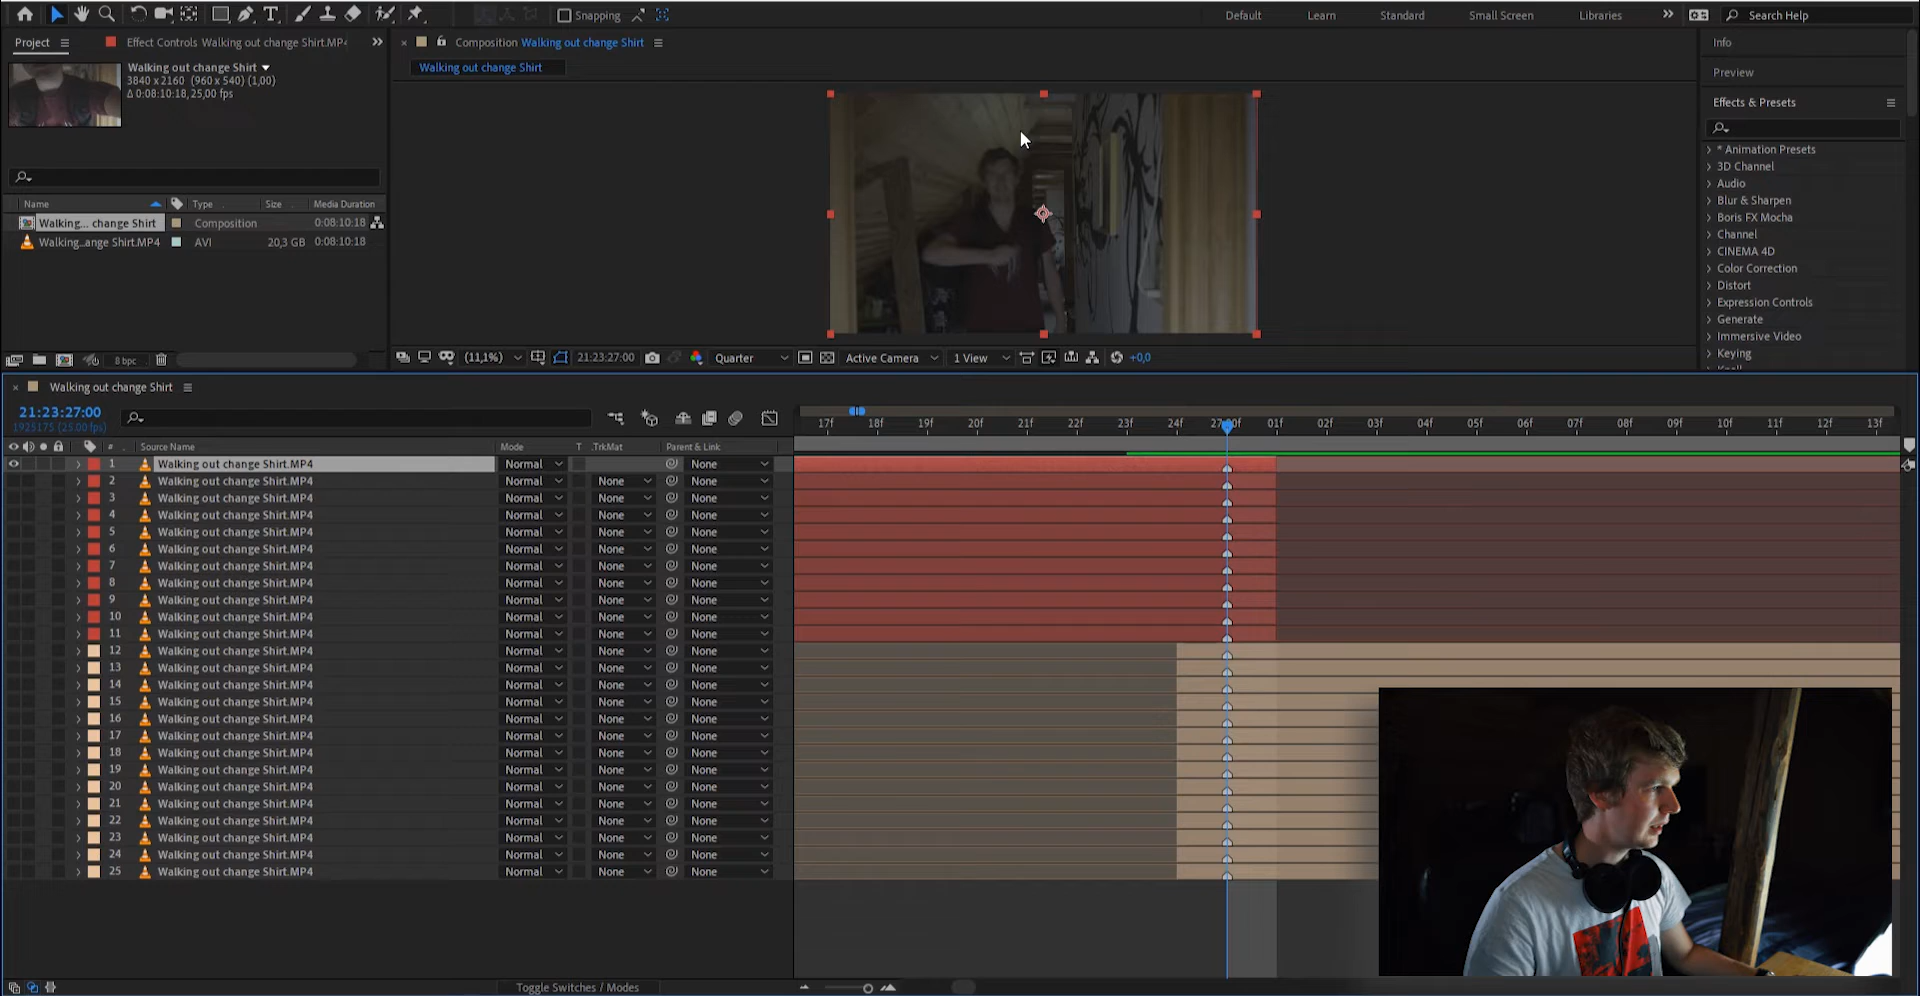 Snapping
Default
Learn
Standard
Small Screen
Libraries
Search Help
Project
Effect Controls Walking out change Shirt.MP4
Composition Walking out change Shirt
Info
Walking out change Shirt
3840 x 2160 (960 x 540) (1,00)
Δ 0:08:10:18, 25,00 fps
Walking out change Shirt
Preview
Effects & Presets
* Animation Presets
3D Channel
Audio
Blur & Sharpen
Boris FX Mocha
Channel
CINEMA 4D
Color Correction
Distort
Expression Controls
Generate
Immersive Video
Keying
Name Type Size Media Duration
Walking... change Shirt Composition 0:08:10:18
Walking...ange Shirt.MP4 AVI 20,3 GB 0:08:10:18
8 bpc
(11,1%) 21:23:27:00 Quarter Active Camera 1 View +0,0
Walking out change Shirt
21:23:27:00
1925175 (25.00 fps)
17f 18f 19f 20f 21f 22f 23f 24f 01f 02f 03f 04f 05f 06f 07f 08f 09f 10f 11f 12f 13f
# Source Name Mode T .TrkMat Parent & Link
1 Walking out change Shirt.MP4 Normal None
2 Walking out change Shirt.MP4 Normal None None
3 Walking out change Shirt.MP4 Normal None None
4 Walking out change Shirt.MP4 Normal None None
5 Walking out change Shirt.MP4 Normal None None
6 Walking out change Shirt.MP4 Normal None None
7 Walking out change Shirt.MP4 Normal None None
8 Walking out change Shirt.MP4 Normal None None
9 Walking out change Shirt.MP4 Normal None None
10 Walking out change Shirt.MP4 Normal None None
11 Walking out change Shirt.MP4 Normal None None
12 Walking out change Shirt.MP4 Normal None None
13 Walking out change Shirt.MP4 Normal None None
14 Walking out change Shirt.MP4 Normal None None
15 Walking out change Shirt.MP4 Normal None None
16 Walking out change Shirt.MP4 Normal None None
17 Walking out change Shirt.MP4 Normal None None
18 Walking out change Shirt.MP4 Normal None None
19 Walking out change Shirt.MP4 Normal None None
20 Walking out change Shirt.MP4 Normal None None
21 Walking out change Shirt.MP4 Normal None None
22 Walking out change Shirt.MP4 Normal None None
23 Walking out change Shirt.MP4 Normal None None
24 Walking out change Shirt.MP4 Normal None None
25 Walking out change Shirt.MP4 Normal None None
Toggle Switches / Modes